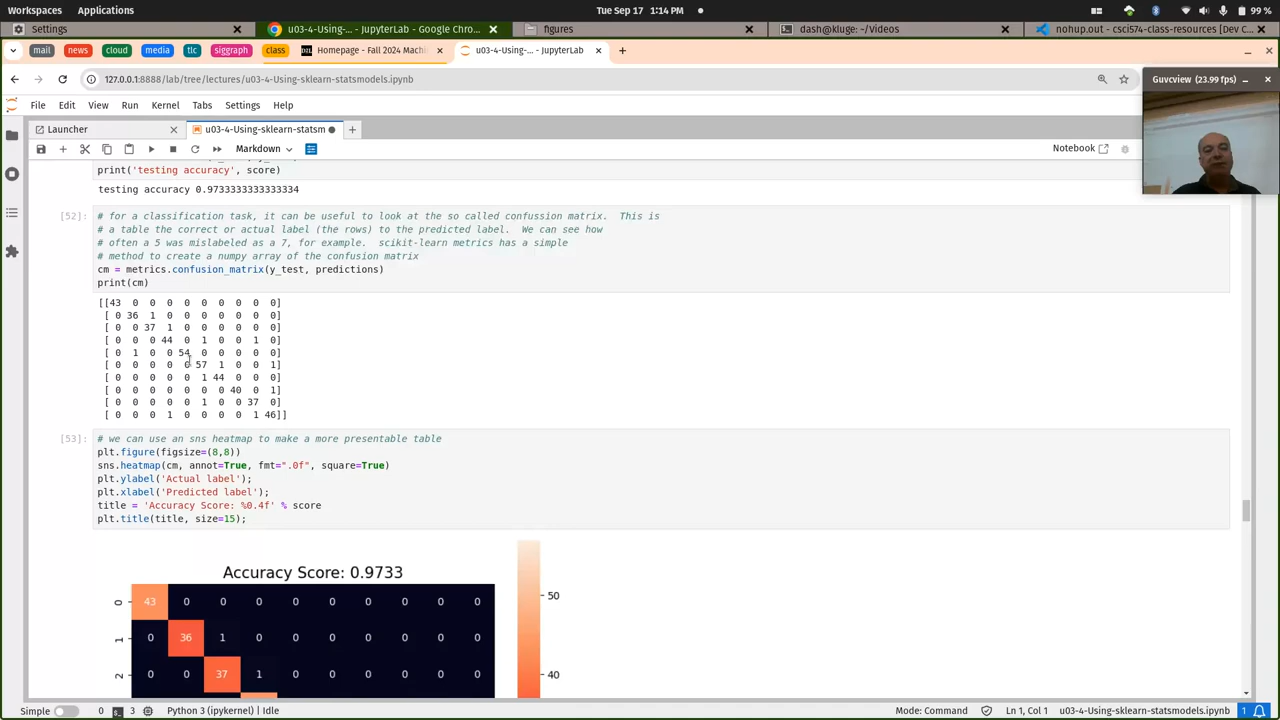 Workspaces Applications Tue Sep 17 1:14 PM 99 %
Settings u03-4-Using-... - JupyterLab - Google Chro... figures dash@kluge: ~/Videos nohup.out - csci574-class-resources [Dev C...
mail news cloud media tlc siggraph class Homepage - Fall 2024 Machi u03-4-Using-... - JupyterLab
127.0.0.1:8888/lab/tree/lectures/u03-4-Using-sklearn-statsmodels.ipynb
Guvcview (23.99 fps)
File Edit View Run Kernel Tabs Settings Help
Launcher u03-4-Using-sklearn-statsm
Markdown Notebook
print('testing accuracy', score)
testing accuracy 0.9733333333333334
[52]: # for a classification task, it can be useful to look at the so called confussion matrix. This is
# a table the correct or actual label (the rows) to the predicted label. We can see how
# often a 5 was mislabeled as a 7, for example. scikit-learn metrics has a simple
# method to create a numpy array of the confusion matrix
cm = metrics.confusion_matrix(y_test, predictions)
print(cm)
[[43 0 0 0 0 0 0 0 0 0]
[ 0 36 1 0 0 0 0 0 0 0]
[ 0 0 37 1 0 0 0 0 0 0]
[ 0 0 0 44 0 1 0 0 1 0]
[ 0 1 0 0 54 0 0 0 0 0]
[ 0 0 0 0 0 57 1 0 0 1]
[ 0 0 0 0 0 1 44 0 0 0]
[ 0 0 0 0 0 0 0 40 0 1]
[ 0 0 0 0 0 1 0 0 37 0]
[ 0 0 0 1 0 0 0 0 1 46]]
[53]: # we can use an sns heatmap to make a more presentable table
plt.figure(figsize=(8,8))
sns.heatmap(cm, annot=True, fmt=".0f", square=True)
plt.ylabel('Actual label');
plt.xlabel('Predicted label');
title = 'Accuracy Score: %0.4f' % score
plt.title(title, size=15);
Accuracy Score: 0.9733
0 43 0 0 0 0 0 0 0 0 0 50
1 0 36 1 0 0 0 0 0 0 0
2 0 0 37 1 0 0 0 0 0 0 40
Simple 0 3 Python 3 (ipykernel) | Idle Mode: Command Ln 1, Col 1 u03-4-Using-sklearn-statsmodels.ipynb 1